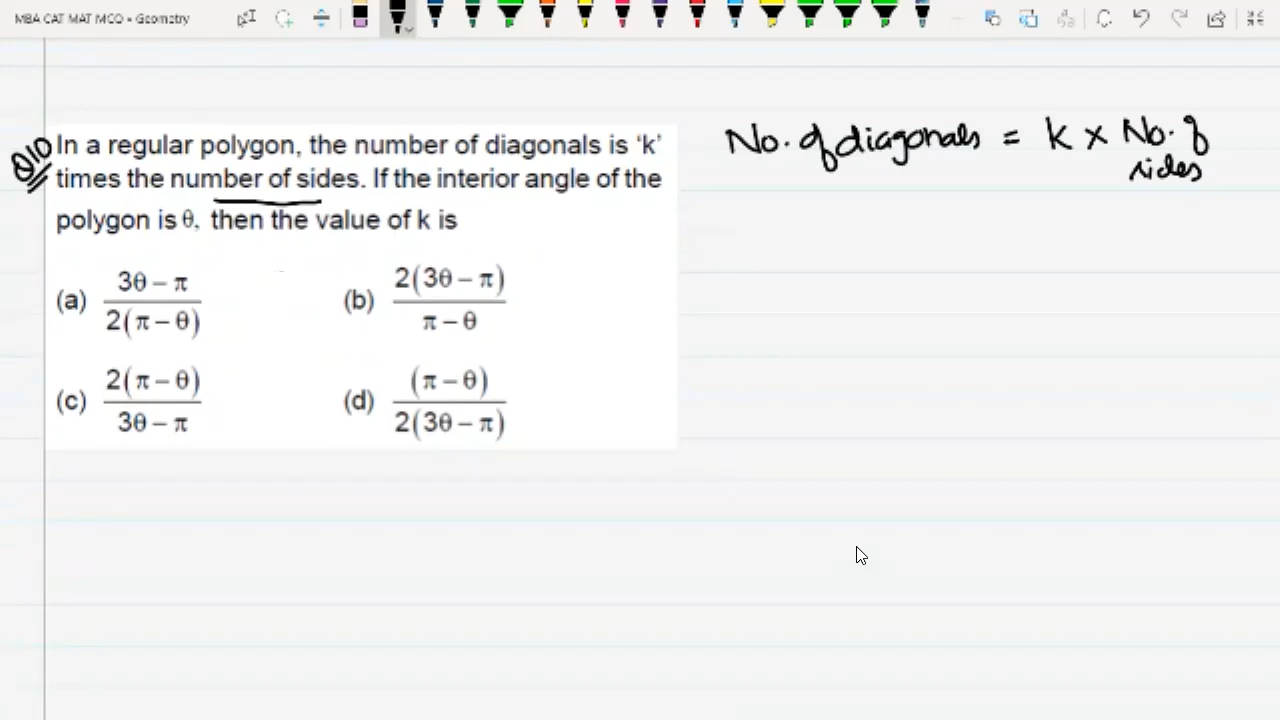 MBA CAT MAT MCQ - Geometry
Q10 In a regular polygon, the number of diagonals is 'k'
times the number of sides. If the interior angle of the
polygon is θ, then the value of k is
(a) (3θ – π) / 2(π – θ) (b) 2(3θ – π) / (π – θ)
(c) 2(π – θ) / (3θ – π) (d) (π – θ) / 2(3θ – π)
No. of diagonals = k × No. of
sides